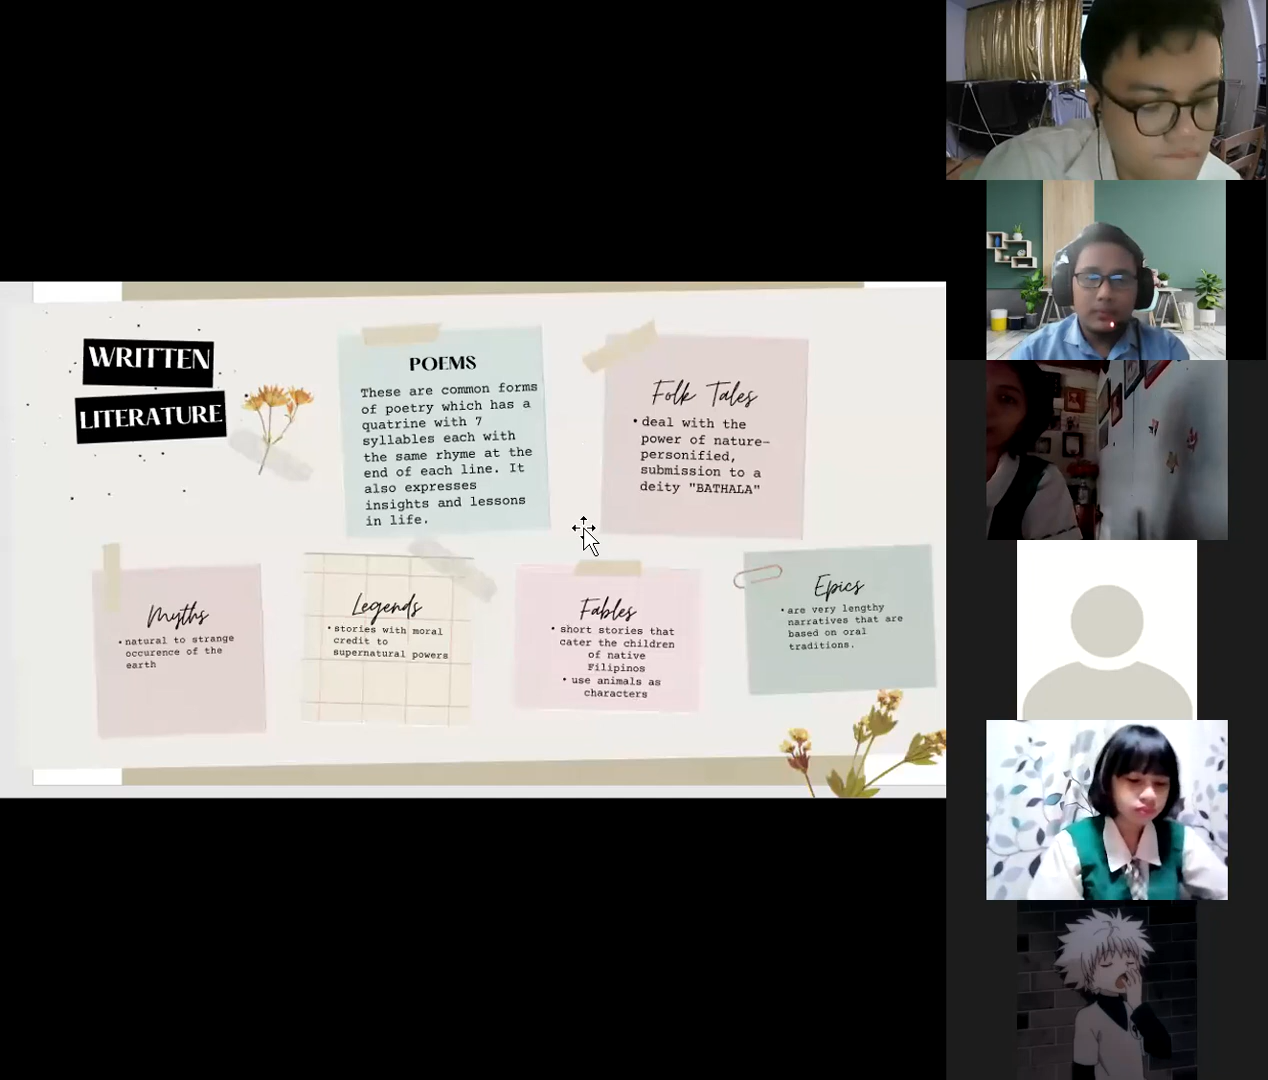 WRITTEN
LITERATURE
POEMS
These are common forms
of poetry which has a
quatrine with 7
syllables each with
the same rhyme at the
end of each line. It
also expresses
insights and lessons
in life.
Folk Tales
• deal with the
power of nature-
personified,
submission to a
deity "BATHALA"
Myths
• natural to strange
occurence of the
earth
Legends
• stories with moral
credit to
supernatural powers
Fables
• short stories that
cater the children
of native
Filipinos
• use animals as
characters
Epics
• are very lengthy
narratives that are
based on oral
traditions.